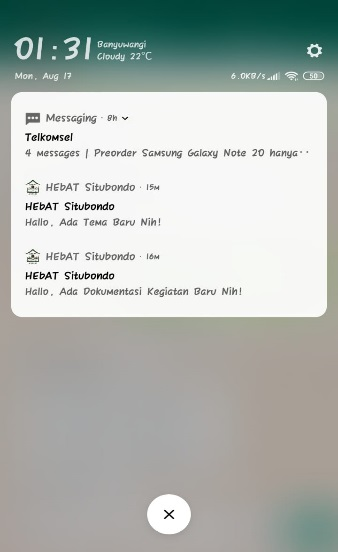 01:31
Banyuwangi
Cloudy 22°C
Mon, Aug 17
6.0KB/s
50
Messaging · 8h
Telkomsel
4 messages | Preorder Samsung Galaxy Note 20 hanya··
HEbAT Situbondo · 15m
HEbAT Situbondo
Hallo, Ada Tema Baru Nih!
HEbAT Situbondo · 16m
HEbAT Situbondo
Hallo, Ada Dokumentasi Kegiatan Baru Nih!